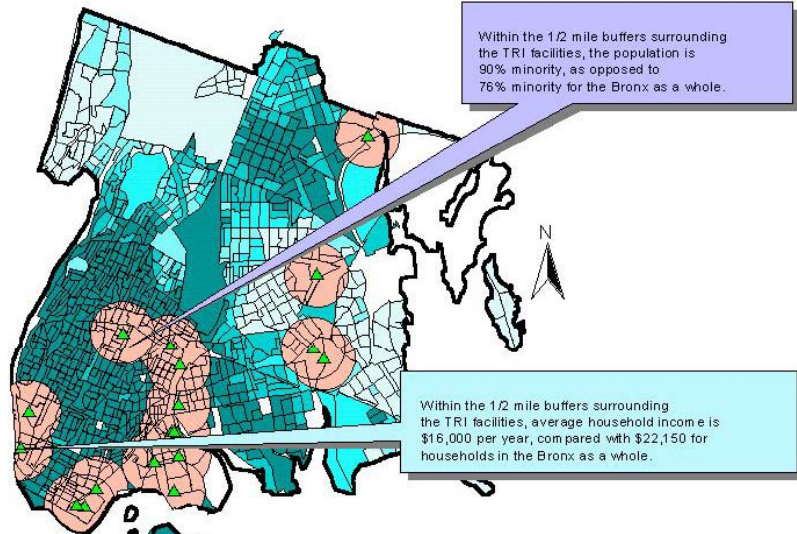 Within the 1/2 mile buffers surrounding
the TRI facilities, the population is
90% minority, as opposed to
76% minority for the Bronx as a whole.
N
Within the 1/2 mile buffers surrounding
the TRI facilities, average household income is
$16,000 per year, compared with $22,150 for
households in the Bronx as a whole.